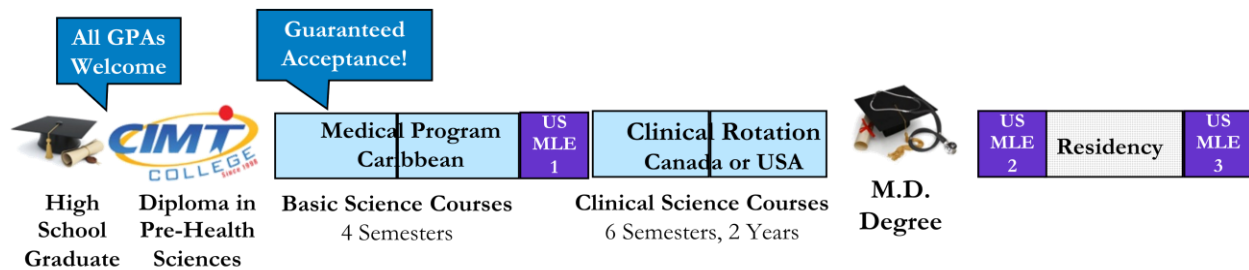 All GPAs
Welcome
Guaranteed
Acceptance!
CIMT
COLLEGE
Since 1998
High
School
Graduate
Diploma in
Pre-Health
Sciences
Medical Program
Caribbean
Basic Science Courses
4 Semesters
US
MLE
1
Clinical Rotation
Canada or USA
Clinical Science Courses
6 Semesters, 2 Years
M.D.
Degree
US
MLE
2
Residency
US
MLE
3